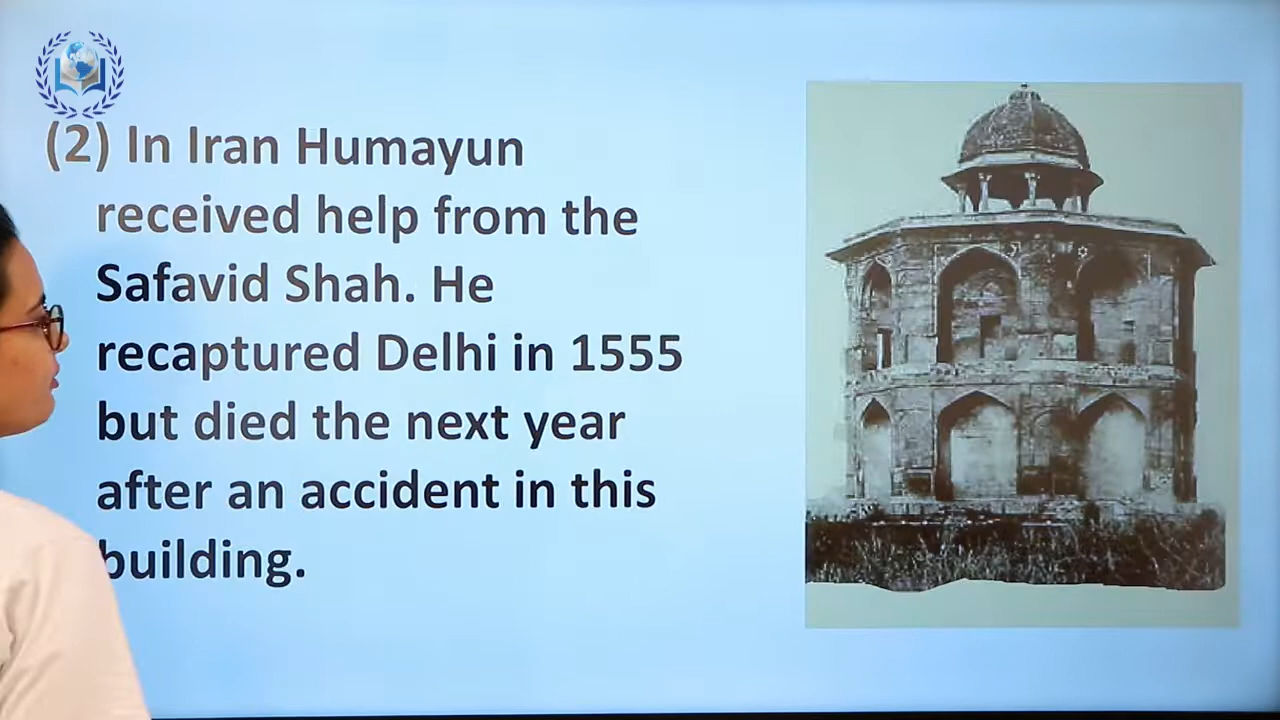 (2) In Iran Humayun
received help from the
Safavid Shah. He
recaptured Delhi in 1555
but died the next year
after an accident in this
building.